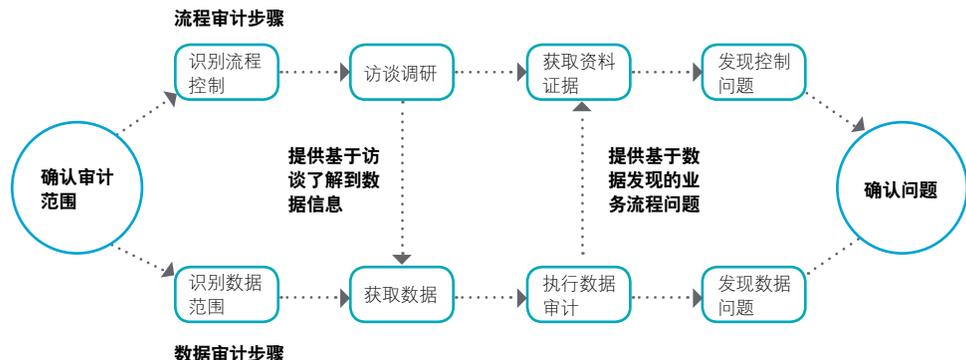 流程审计步骤
识别流程
控制
访谈调研
获取资料
证据
发现控制
问题
确认审计
范围
提供基于访
谈了解到数
据信息
提供基于数
据发现的业
务流程问题
确认问题
识别数据
范围
获取数据
执行数据
审计
发现数据
问题
数据审计步骤